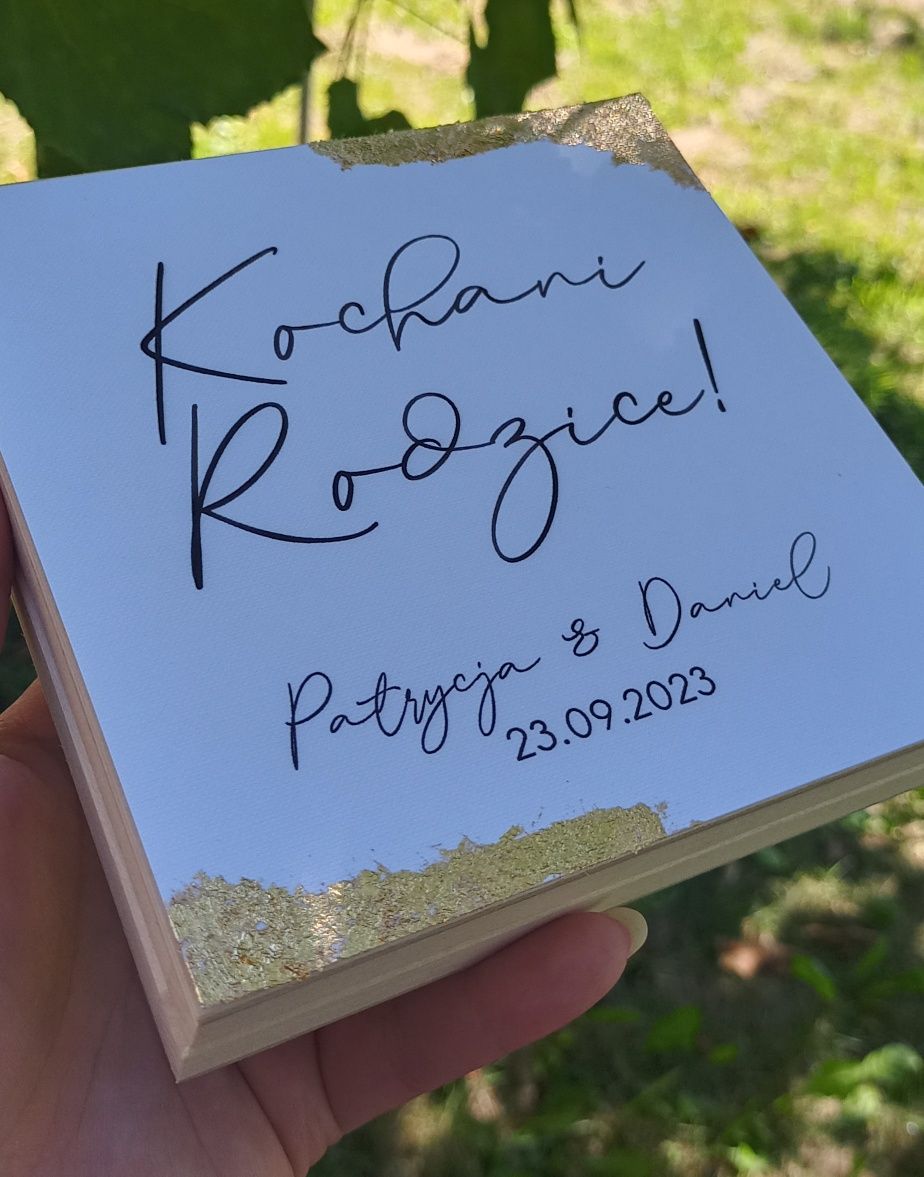 Kochani
Rodzice!
Patrycja & Daniel
23.09.2023